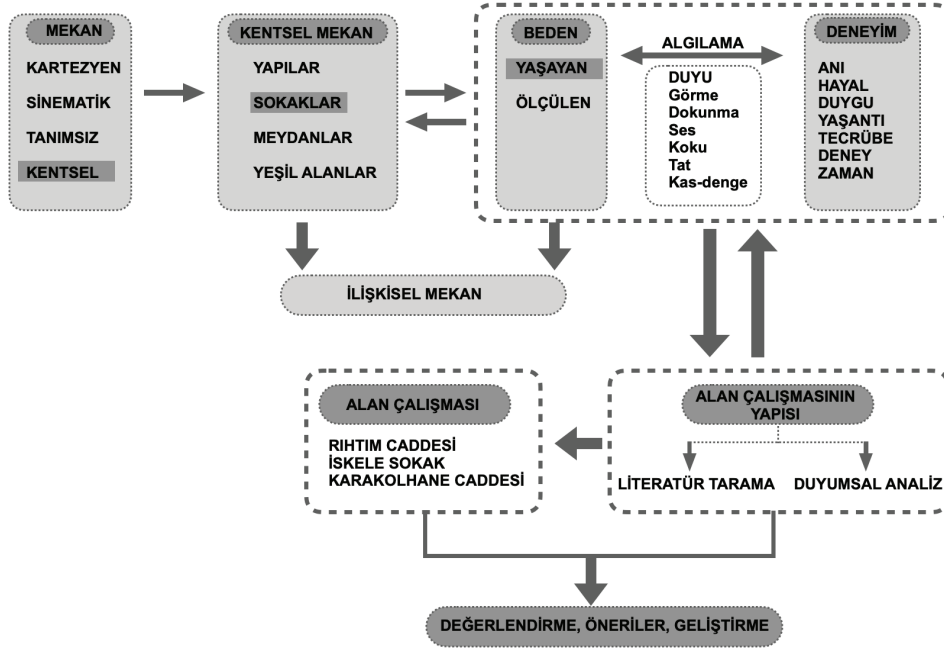 MEKAN
KARTEZYEN
SİNEMATİK
TANIMSIZ
KENTSEL
KENTSEL MEKAN
YAPILAR
SOKAKLAR
MEYDANLAR
YEŞİL ALANLAR
BEDEN
YAŞAYAN
ÖLÇÜLEN
ALGILAMA
DUYU
Görme
Dokunma
Ses
Koku
Tat
Kas-denge
DENEYİM
ANI
HAYAL
DUYGU
YAŞANTI
TECRÜBE
DENEY
ZAMAN
İLİŞKİSEL MEKAN
ALAN ÇALIŞMASI
RIHTIM CADDESİ
İSKELE SOKAK
KARAKOLHANE CADDESİ
ALAN ÇALIŞMASININ
YAPISI
LİTERATÜR TARAMA
DUYUMSAL ANALİZ
DEĞERLENDİRME, ÖNERİLER, GELİŞTİRME